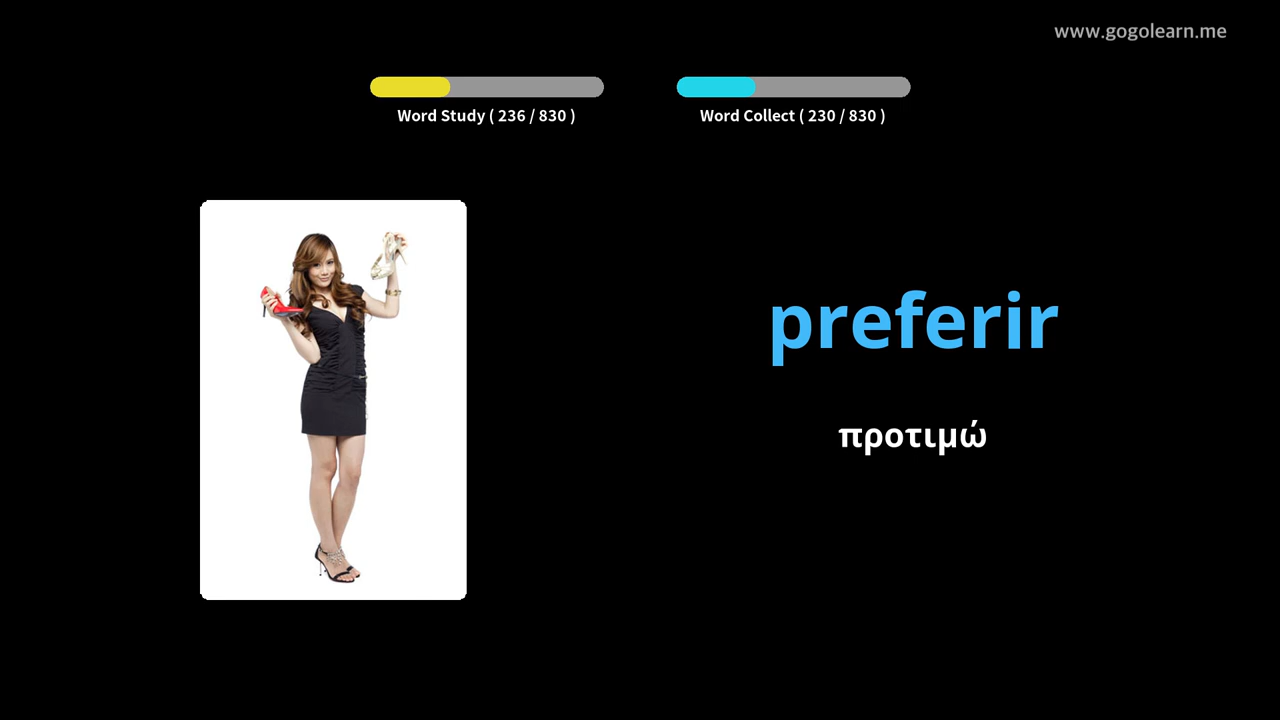 www.gogolearn.me
Word Study ( 236 / 830 )
Word Collect ( 230 / 830 )
preferir
προτιμώ